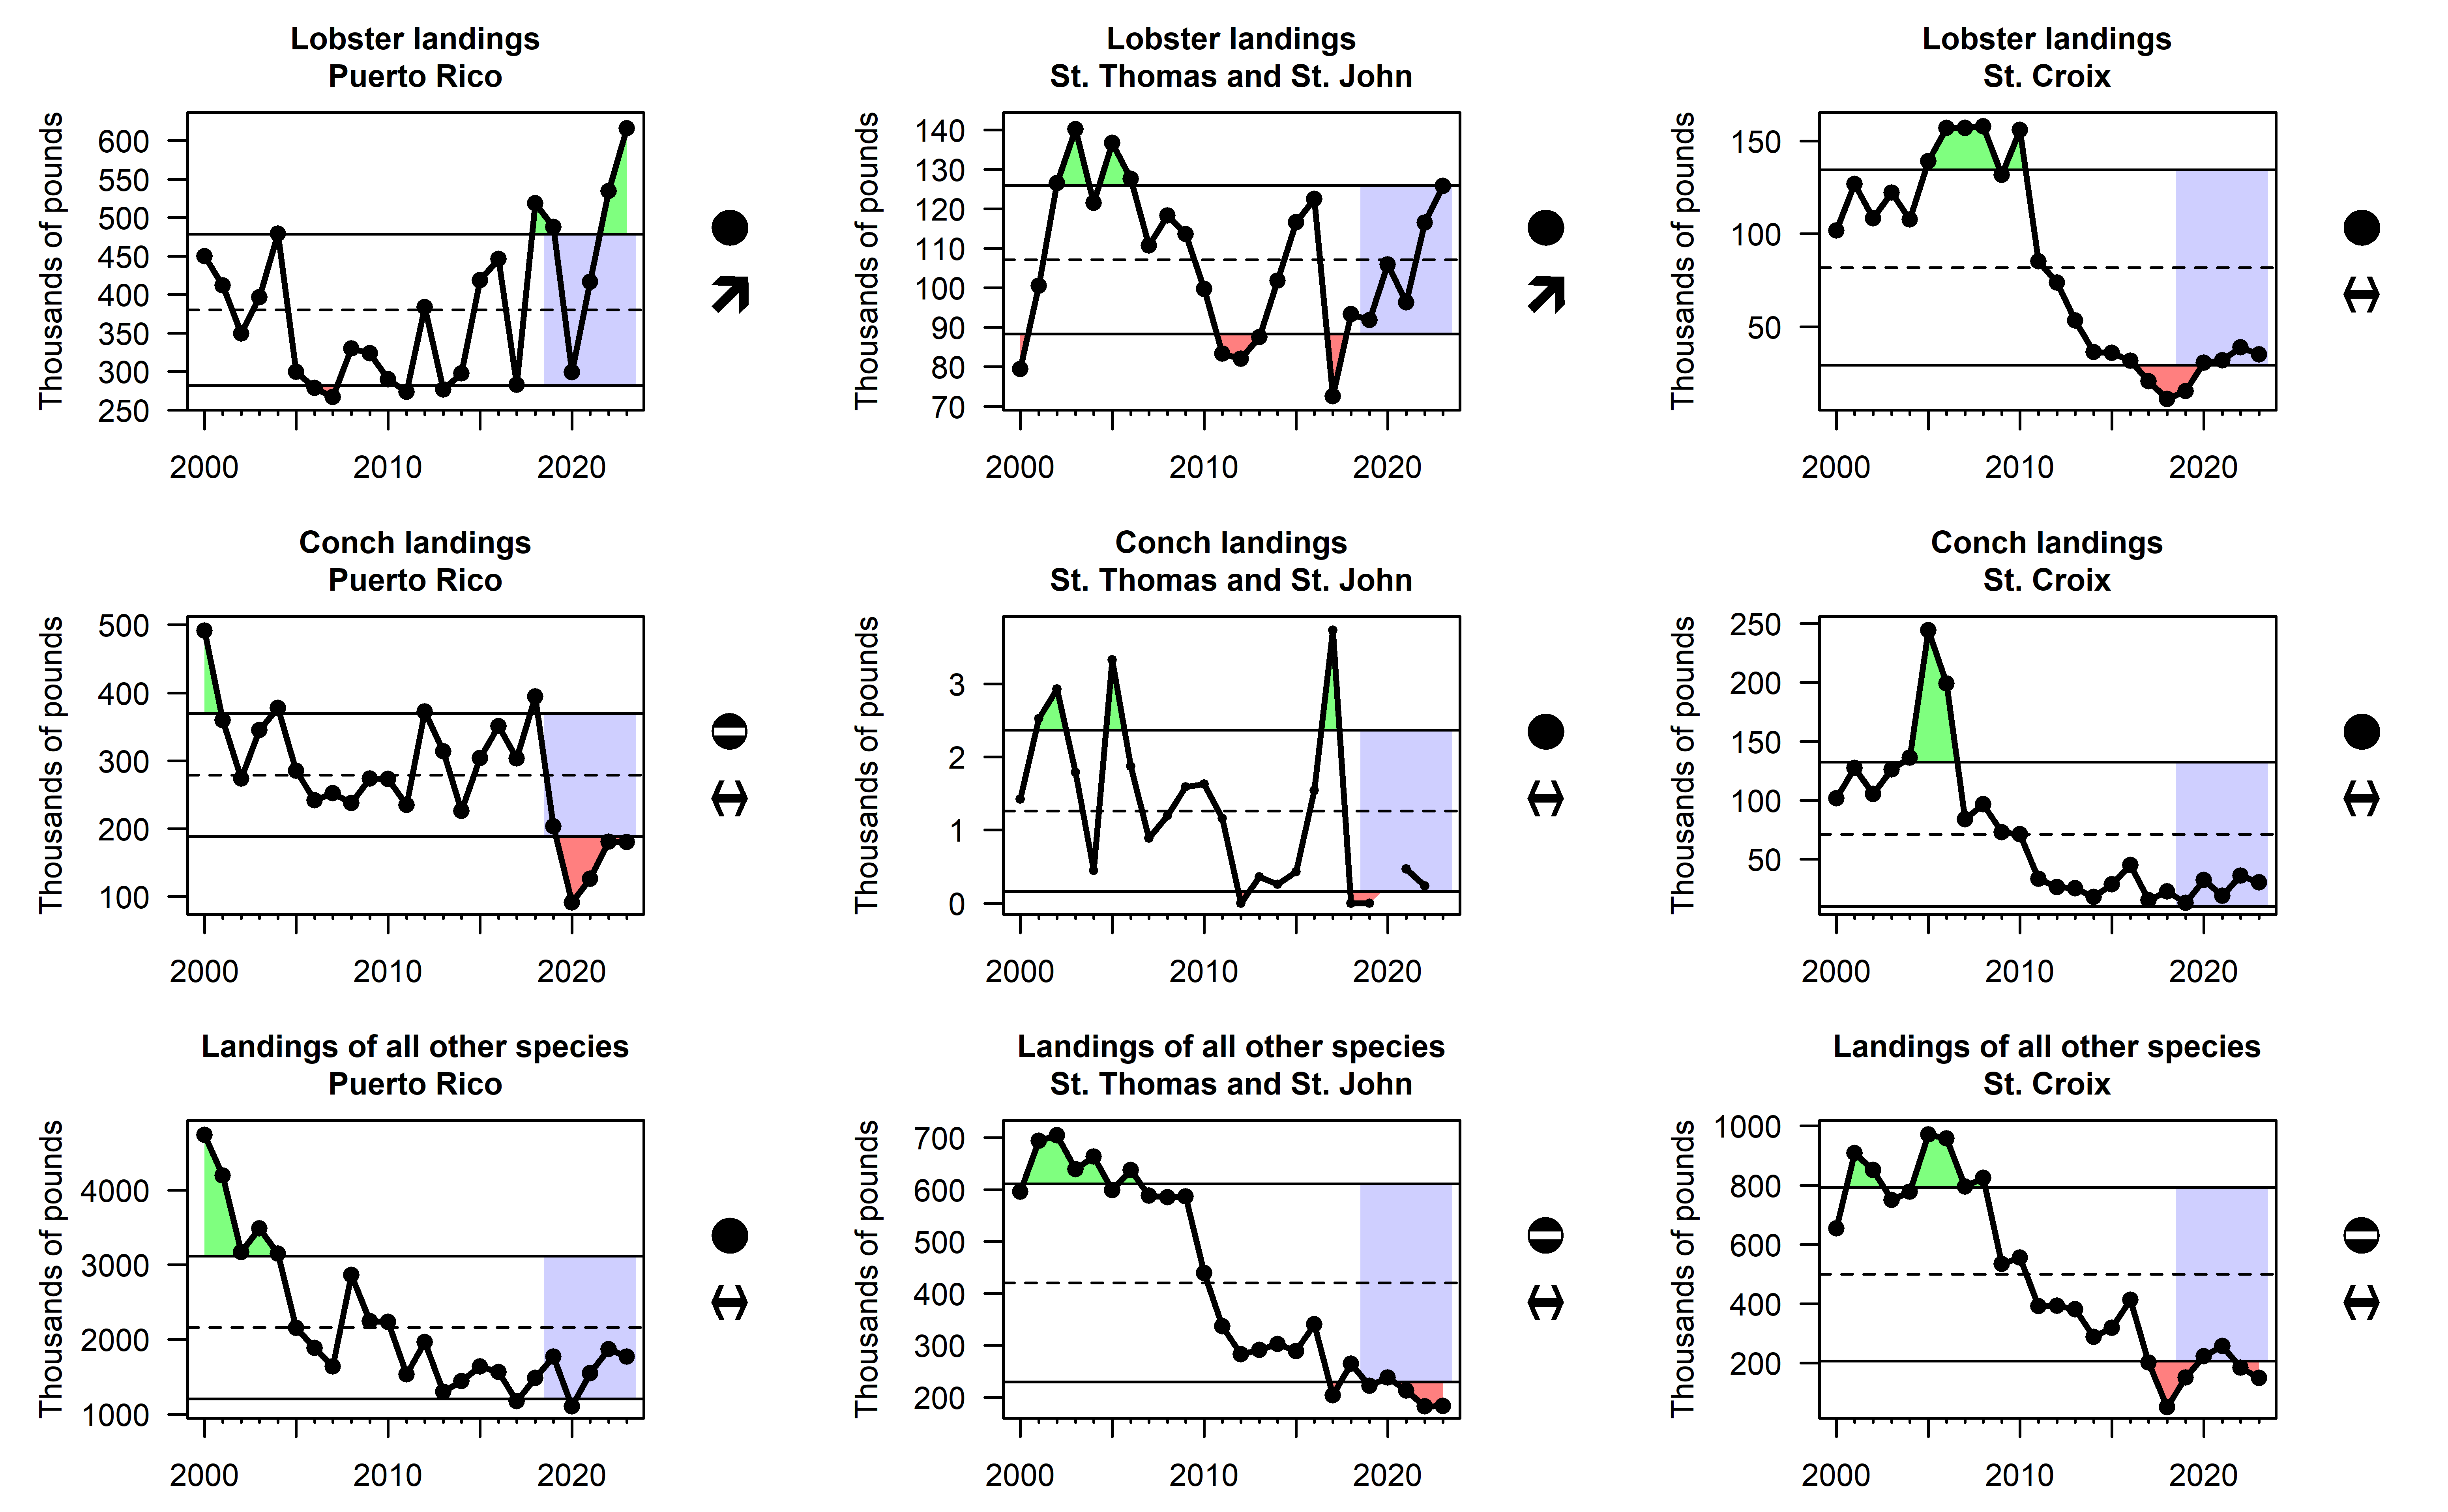 Lobster landings
Puerto Rico
Thousands of pounds
600
550
500
450
400
350
300
250
2000 2010 2020
Lobster landings
St. Thomas and St. John
Thousands of pounds
140
130
120
110
100
90
80
70
2000 2010 2020
Lobster landings
St. Croix
Thousands of pounds
150
100
50
2000 2010 2020
Conch landings
Puerto Rico
Thousands of pounds
500
400
300
200
100
2000 2010 2020
Conch landings
St. Thomas and St. John
Thousands of pounds
3
2
1
0
2000 2010 2020
Conch landings
St. Croix
Thousands of pounds
250
200
150
100
50
2000 2010 2020
Landings of all other species
Puerto Rico
Thousands of pounds
4000
3000
2000
1000
2000 2010 2020
Landings of all other species
St. Thomas and St. John
Thousands of pounds
700
600
500
400
300
200
2000 2010 2020
Landings of all other species
St. Croix
Thousands of pounds
1000
800
600
400
200
2000 2010 2020